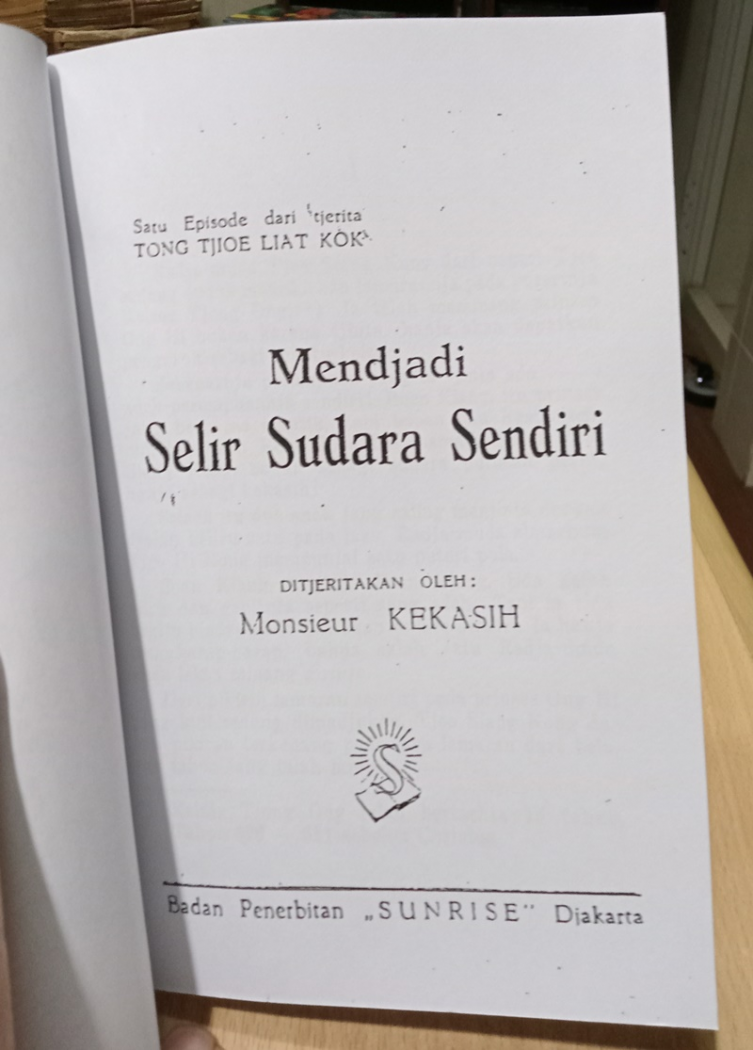 Satu Episode dari tjerita
TONG TJIOE LIAT KOK
Mendjadi
Selir Sudara Sendiri
DITJERITAKAN OLEH:
Monsieur KEKASIH
S
Badan Penerbitan „SUNRISE" Djakarta